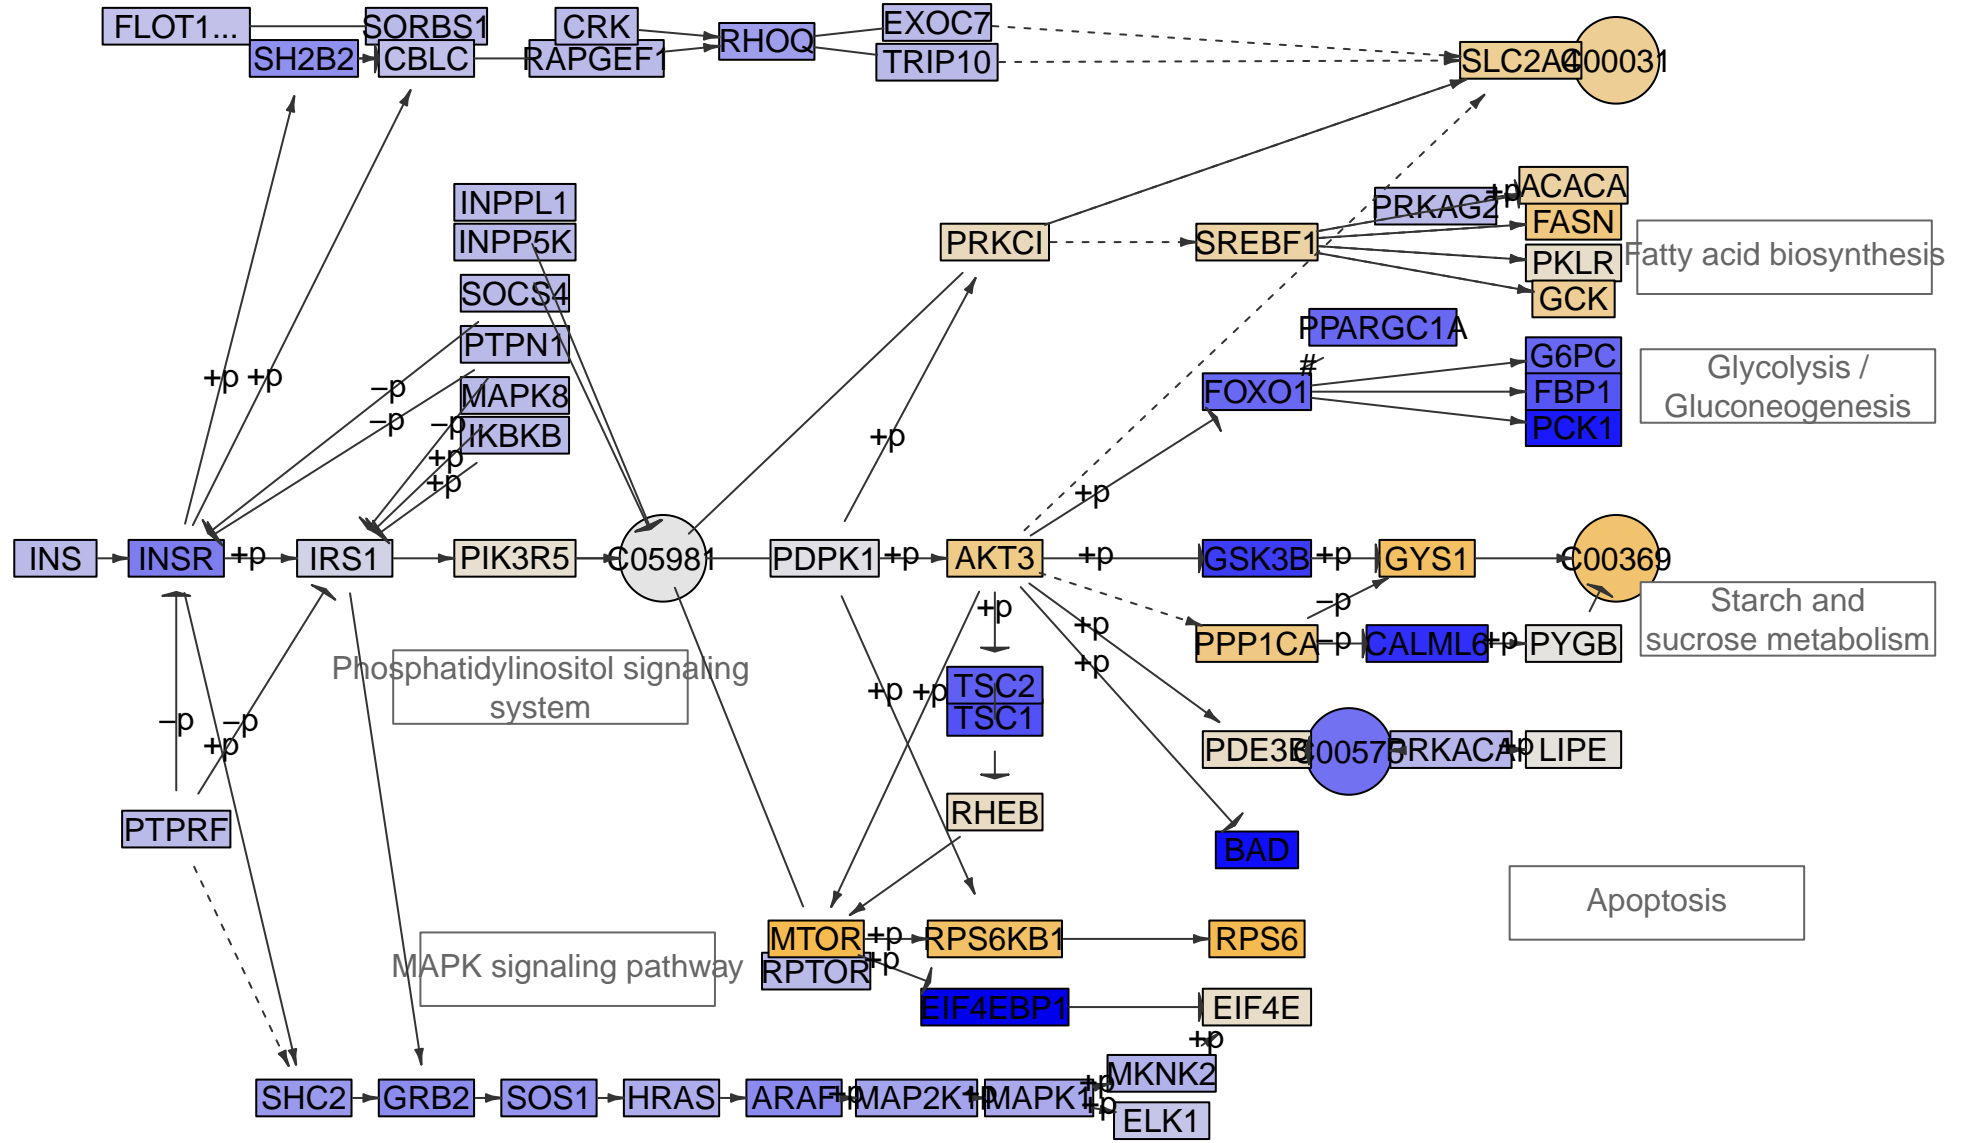 FLOT1...
SORBS1
CRK
EXOC7
SH2B2
CBLC
RAPGEF1
RHOQ
TRIP10
SLC2A4
C00031
INPPL1
INPP5K
SOCS4
PTPN1
MAPK8
IKBKB
PRKCI
SREBF1
PRKAG2
+p
ACACA
FASN
PKLR
GCK
Fatty acid biosynthesis
PPARGC1A
#
FOXO1
G6PC
FBP1
PCK1
Glycolysis /
Gluconeogenesis
+p
+p
−p
−p
−p
+p
+p
+p
+p
INS
INSR
+p
IRS1
PIK3R5
C05981
PDPK1
+p
AKT3
+p
GSK3B
+p
GYS1
C00369
+p
+p
+p
−p
PPP1CA
−p
CALML6
+p
PYGB
Starch and
sucrose metabolism
Phosphatidylinositol signaling
system
−p
+p
−p
+p
+p
TSC2
TSC1
PDE3B
C00575
PRKACA
+p
LIPE
PTPRF
RHEB
BAD
Apoptosis
MTOR
+p
RPS6KB1
RPS6
RPTOR
+p
MAPK signaling pathway
EIF4EBP1
EIF4E
+p
SHC2
GRB2
SOS1
HRAS
ARAF
+p
MAP2K1
+p
MAPK1
+p
+p
MKNK2
ELK1